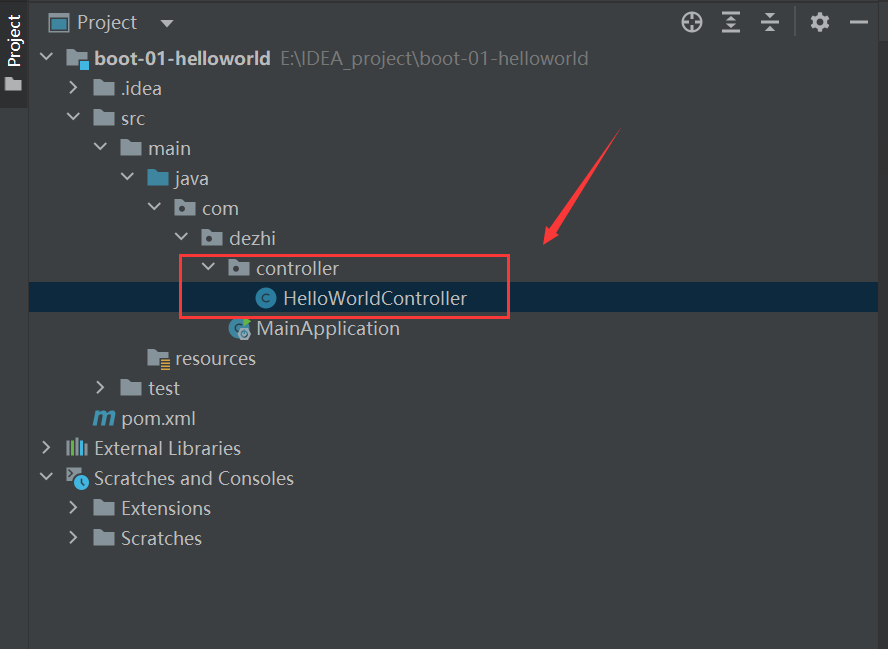 Project
Project
boot-01-helloworld E:\IDEA_project\boot-01-helloworld
.idea
src
main
java
com
dezhi
controller
C HelloWorldController
MainApplication
resources
test
m pom.xml
External Libraries
Scratches and Consoles
Extensions
Scratches